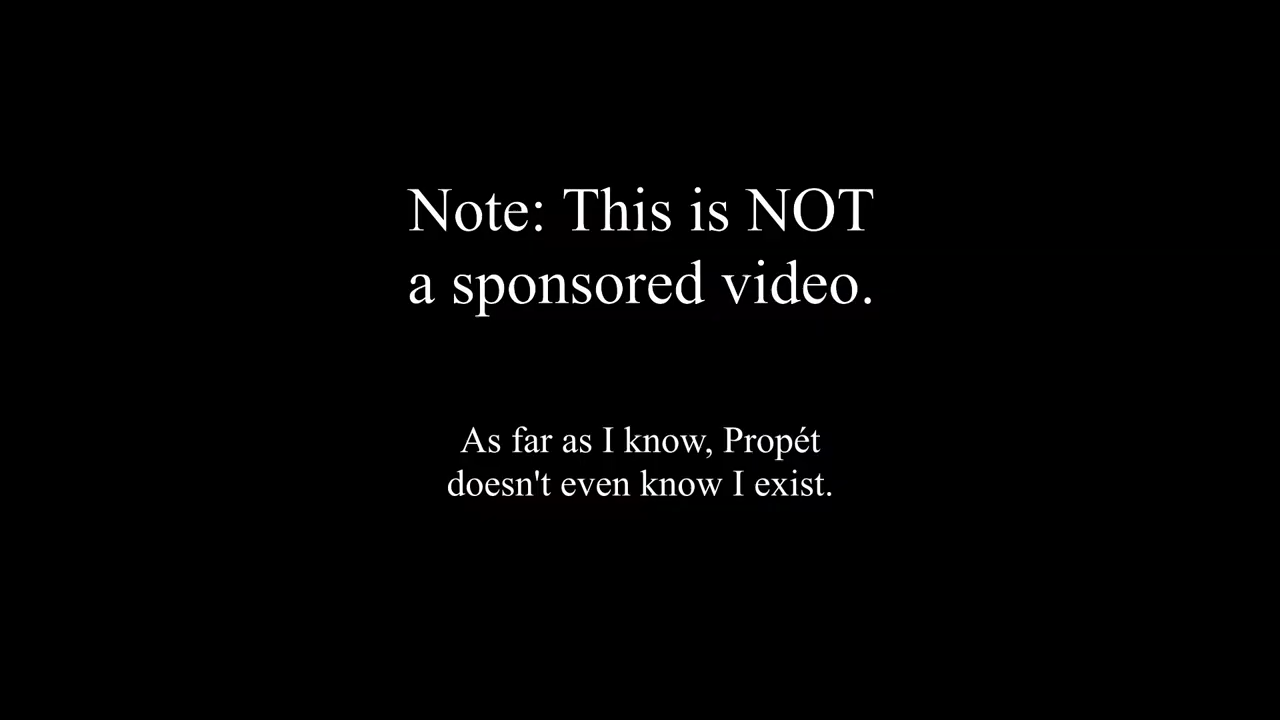 Note: This is NOT
a sponsored video.
As far as I know, Propét
doesn't even know I exist.